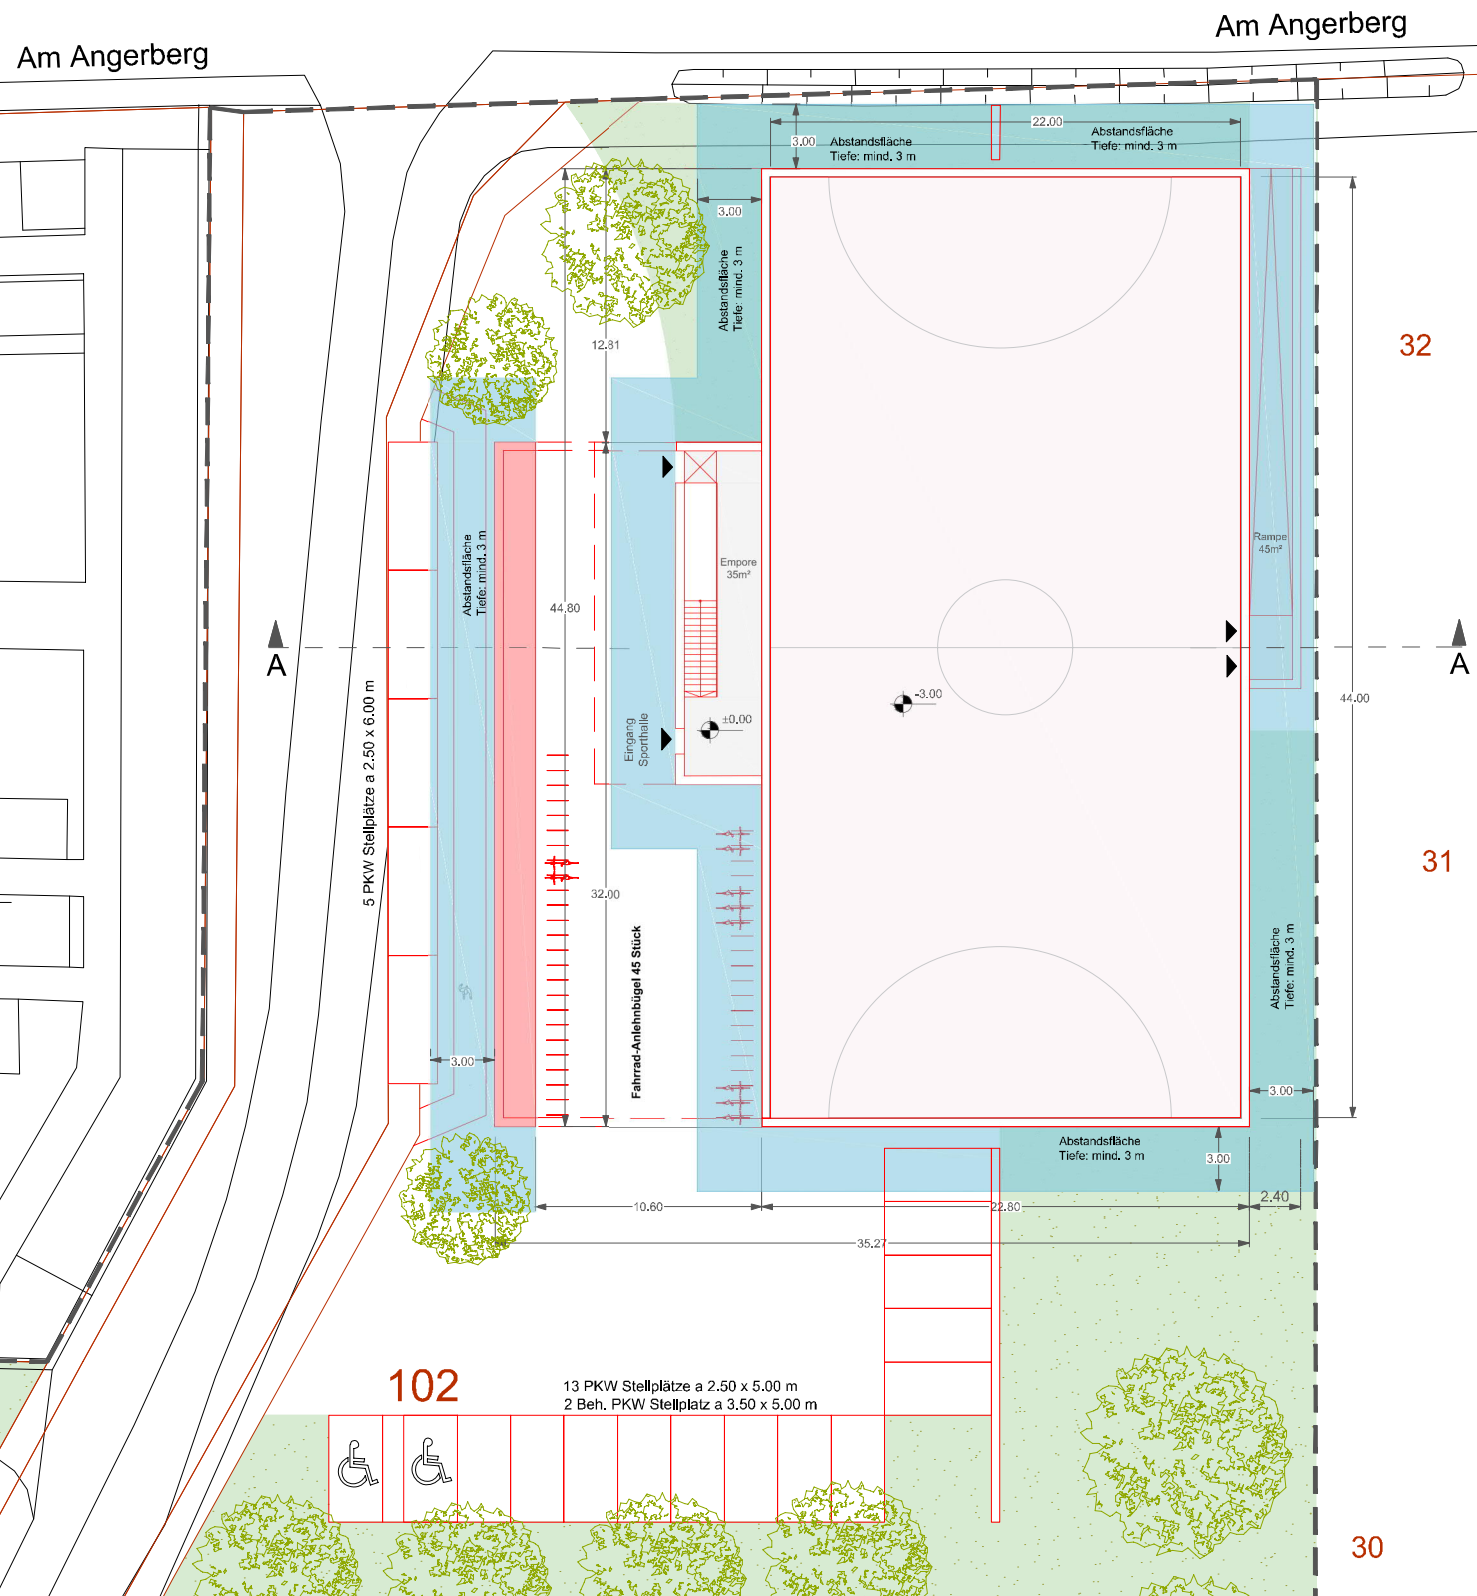 Am Angerberg
Am Angerberg
22.00
3.00
Abstandsfläche
Tiefe: mind. 3 m
Abstandsfläche
Tiefe: mind. 3 m
3.00
Abstandsfläche
Tiefe: mind. 3 m
12.81
32
Abstandsfläche
Tiefe: mind. 3 m
44.80
Empore
35m²
Rampe
45m²
A
A
-3.00
±0.00
44.00
Eingang
Sporthalle
5 PKW Stellplätze a 2.50 x 6.00 m
31
32.00
Fahrrad-Anlehnbügel 45 Stück
Abstandsfläche
Tiefe: mind. 3 m
3.00
3.00
Abstandsfläche
Tiefe: mind. 3 m
3.00
10.60
22.80
2.40
35.27
102
13 PKW Stellplätze a 2.50 x 5.00 m
2 Beh. PKW Stellplatz a 3.50 x 5.00 m
30